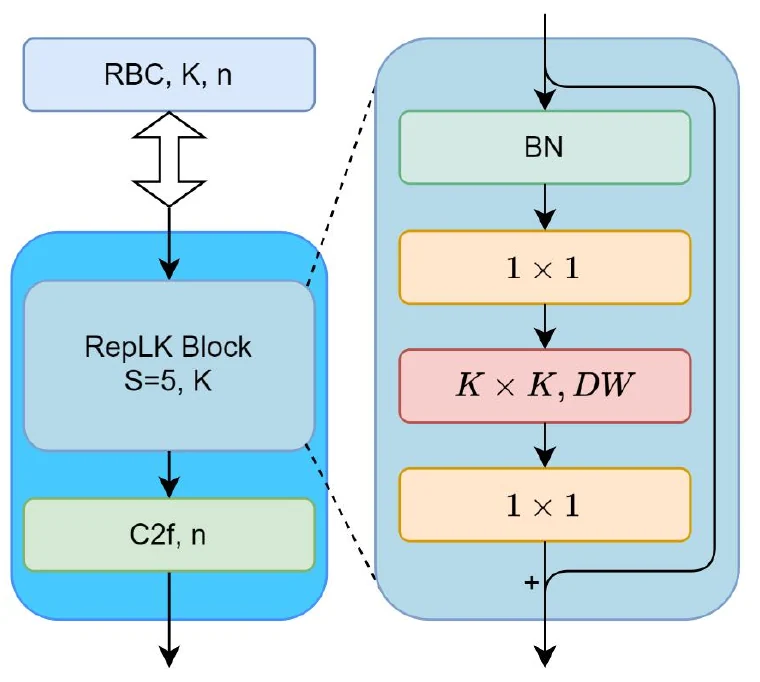 RBC, K, n
RepLK Block
S=5, K
C2f, n
BN
1 × 1
K × K, DW
1 × 1
+